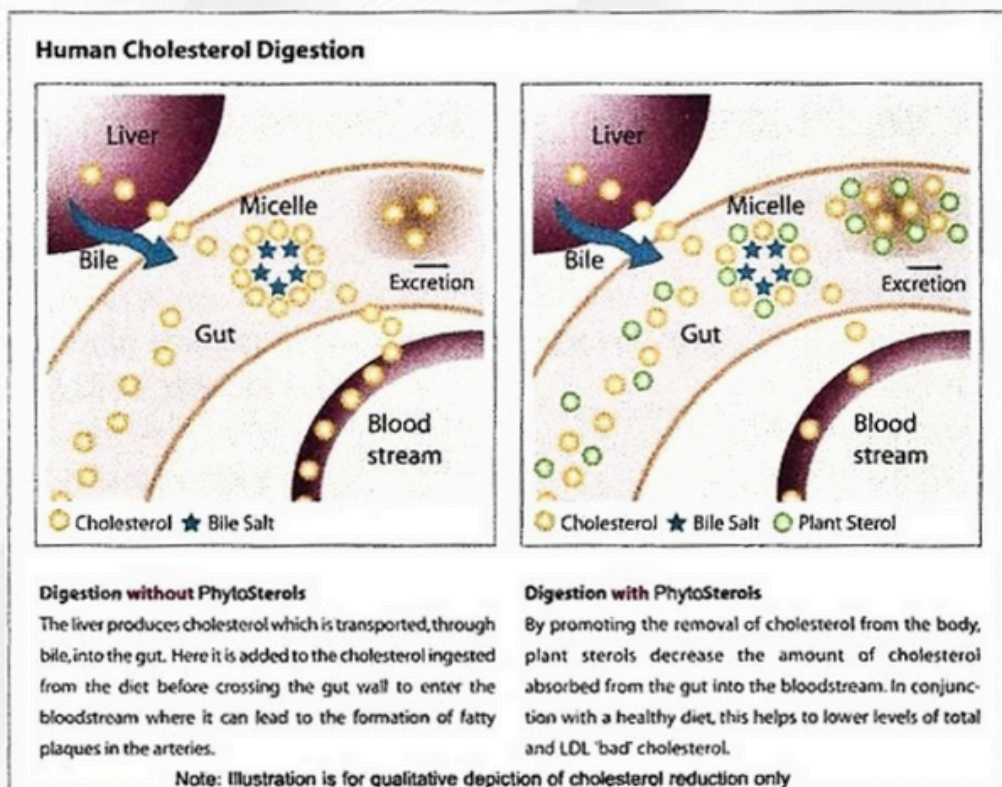 Human Cholesterol Digestion
Liver
Micelle
Bile
Excretion
Gut
Blood
stream
Cholesterol Bile Salt
Liver
Micelle
Bile
Excretion
Gut
Blood
stream
Cholesterol Bile Salt Plant Sterol
Digestion without PhytoSterols
The liver produces cholesterol which is transported, through
bile, into the gut. Here it is added to the cholesterol ingested
from the diet before crossing the gut wall to enter the
bloodstream where it can lead to the formation of fatty
plaques in the arteries.
Digestion with PhytoSterols
By promoting the removal of cholesterol from the body,
plant sterols decrease the amount of cholesterol
absorbed from the gut into the bloodstream. In conjunc-
tion with a healthy diet, this helps to lower levels of total
and LDL 'bad' cholesterol.
Note: Illustration is for qualitative depiction of cholesterol reduction only